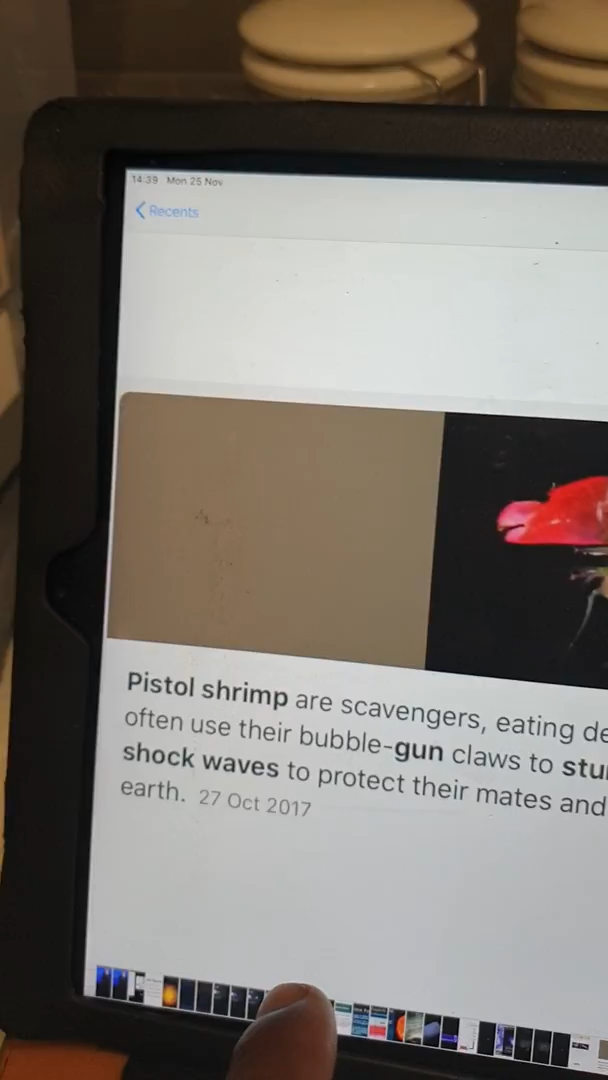 14:39 Mon 25 Nov
Recents
Pistol shrimp are scavengers, eating de
often use their bubble-gun claws to stu
shock waves to protect their mates and
earth. 27 Oct 2017